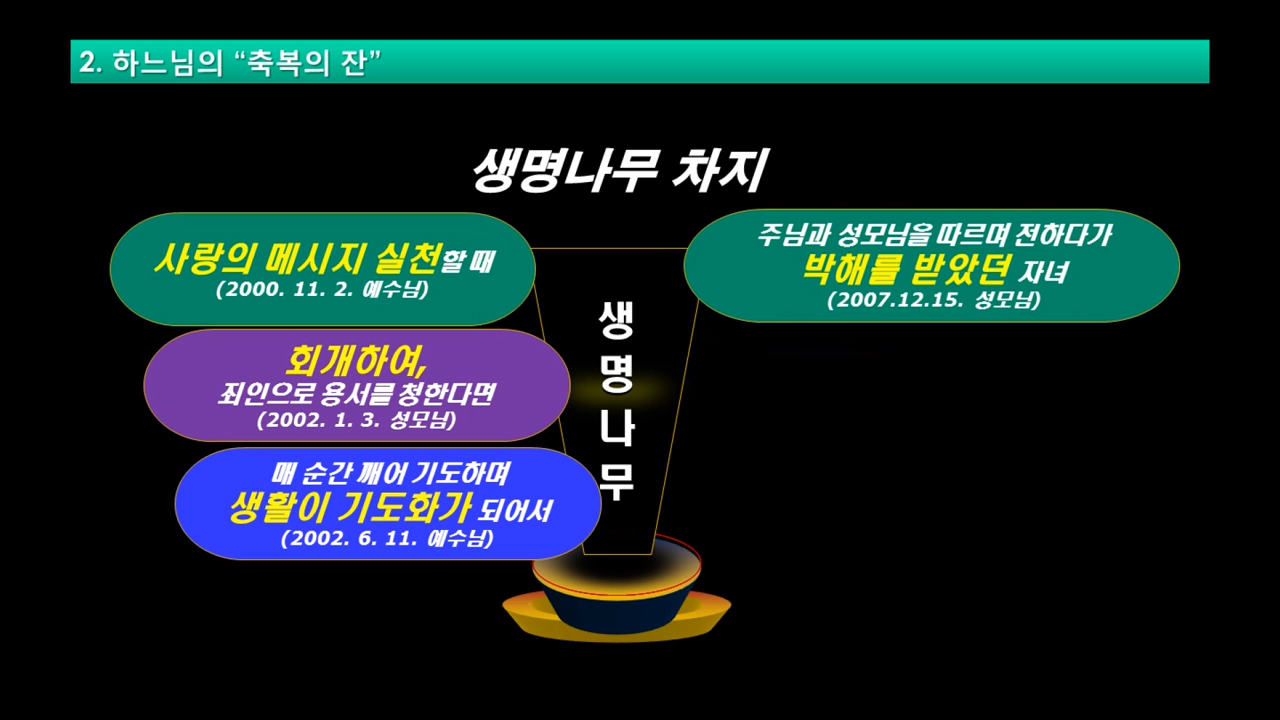 2. 하느님의 “축복의 잔”
생명나무 차지
사랑의 메시지 실천할 때
(2000. 11. 2. 예수님)
회개하여,
죄인으로 용서를 청한다면
(2002. 1. 3. 성모님)
매 순간 깨어 기도하며
생활이 기도화가 되어서
(2002. 6. 11. 예수님)
생
명
나
무
주님과 성모님을 따르며 전하다가
박해를 받았던 자녀
(2007.12.15. 성모님)